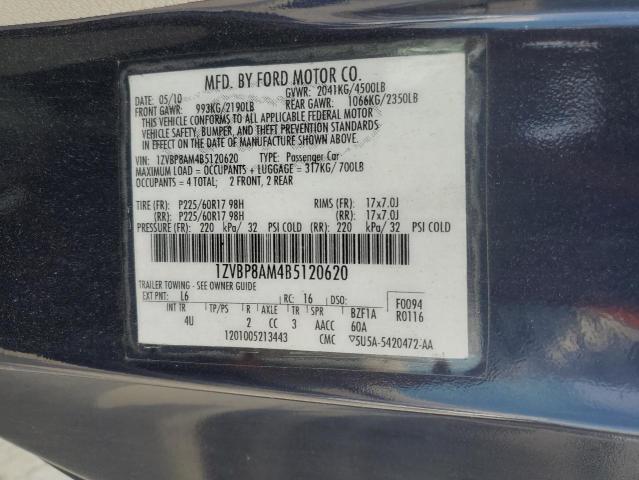 MFD. BY FORD MOTOR CO.
DATE: 05/10 GVWR: 2041KG/4500LB
FRONT GAWR: 993KG/2190LB REAR GAWR: 1066KG/2350LB
THIS VEHICLE CONFORMS TO ALL APPLICABLE FEDERAL MOTOR
VEHICLE SAFETY, BUMPER, AND THEFT PREVENTION STANDARDS
IN EFFECT ON THE DATE OF MANUFACTURE SHOWN ABOVE.
VIN: 1ZVBP8AM4B5120620 TYPE: Passenger Car
MAXIMUM LOAD = OCCUPANTS + LUGGAGE = 317KG/700LB
OCCUPANTS = 4 TOTAL; 2 FRONT, 2 REAR
TIRE (FR): P225/60R17 98H RIMS (FR): 17x7.0J
(RR): P225/60R17 98H (RR): 17x7.0J
PRESSURE (FR): 220 kPa/ 32 PSI COLD (RR): 220 kPa/ 32 PSI COLD
1ZVBP8AM4B5120620
TRAILER TOWING - SEE OWNER GUIDE
EXT PNT: L6 RC: 16 DSO: F0094
INT TR TP/PS R AXLE TR SPR BZF1A R0116
4U 2 CC 3 AACC 60A
1201005213443 CMC ▽5U5A-5420472-AA